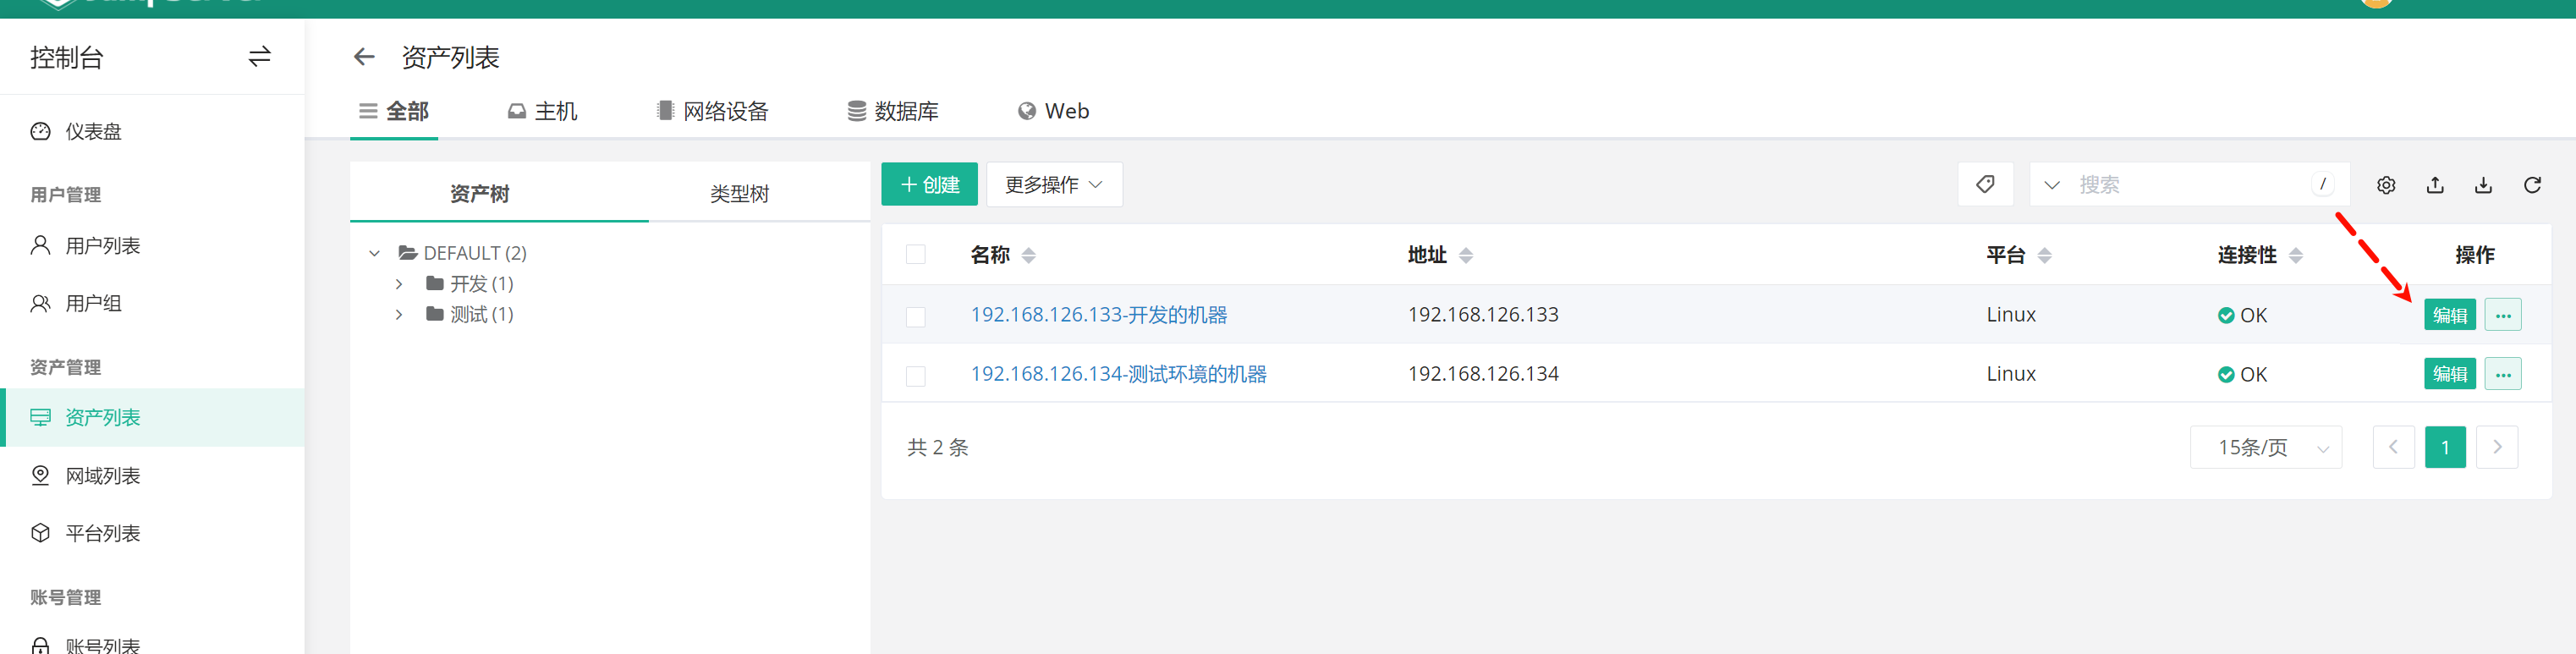 控制台
仪表盘
用户管理
用户列表
用户组
资产管理
资产列表
网域列表
平台列表
账号管理
账号列表
资产列表
全部 主机 网络设备 数据库 Web
资产树 类型树
DEFAULT (2)
开发 (1)
测试 (1)
创建 更多操作 搜索 /
名称 地址 平台 连接性 操作
192.168.126.133-开发的机器 192.168.126.133 Linux OK 编辑 ...
192.168.126.134-测试环境的机器 192.168.126.134 Linux OK 编辑 ...
共 2 条 15条/页 1